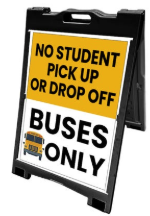 NO STUDENT
PICK UP
OR DROP OFF
BUSES
ONLY